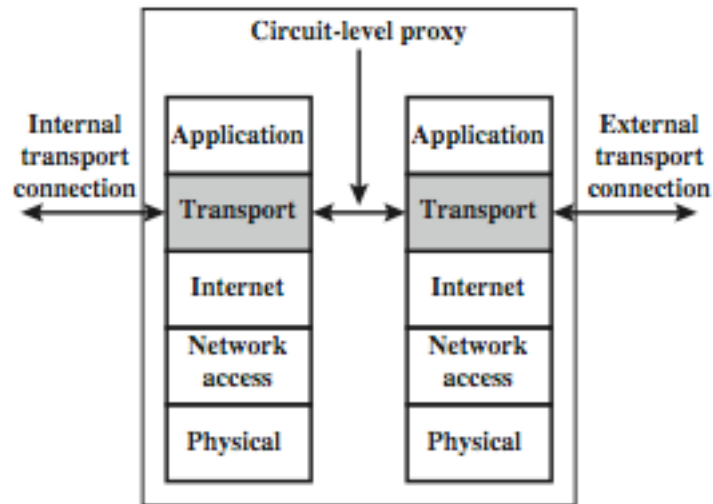 Circuit-level proxy
Internal
transport
connection
Application
Transport
Internet
Network
access
Physical
Application
Transport
Internet
Network
access
Physical
External
transport
connection